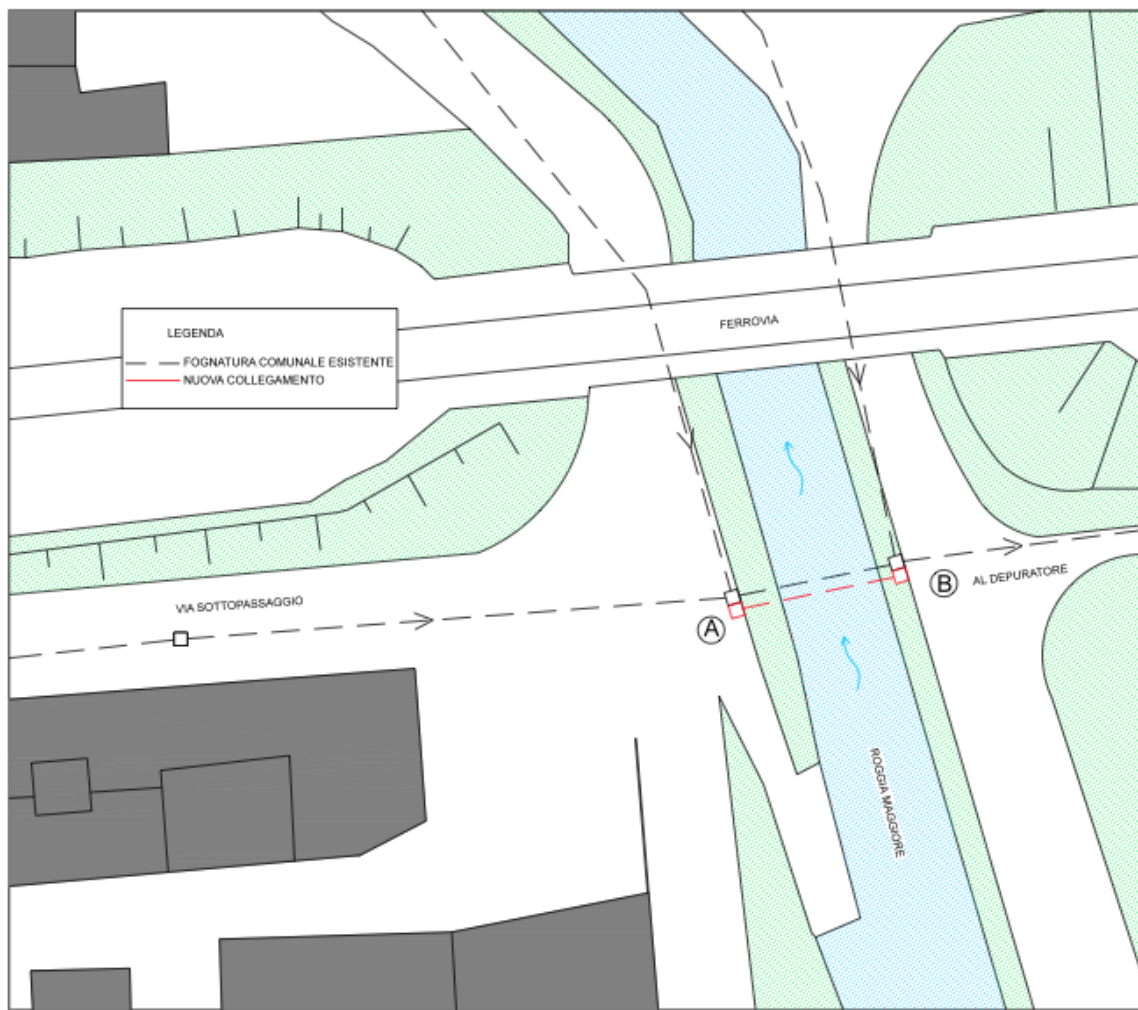 FERROVIA
LEGENDA
FOGNATURA COMUNALE ESISTENTE
NUOVA COLLEGAMENTO
VIA SOTTOPASSAGGIO
A
B
AL DEPURATORE
ROGGIA MAGGIORE